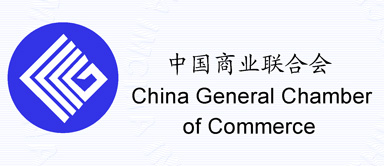 中国商业联合会
China General Chamber
of Commerce